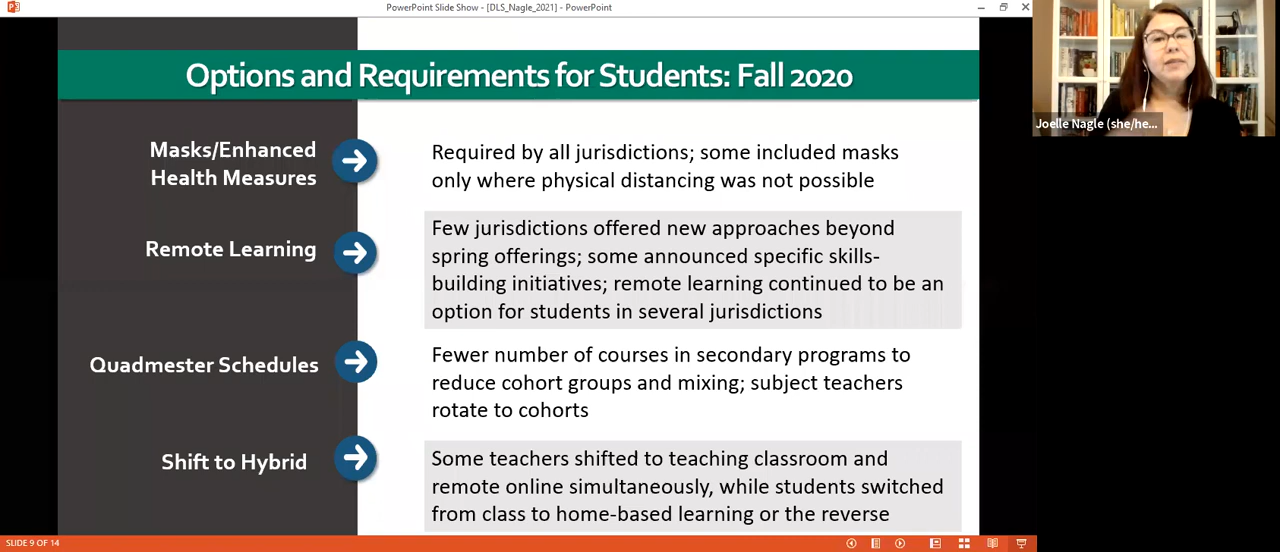 PowerPoint Slide Show - [DLS_Nagle_2021] - PowerPoint
Options and Requirements for Students: Fall 2020
Joelle Nagle (she/he...
Masks/Enhanced
Health Measures
Required by all jurisdictions; some included masks
only where physical distancing was not possible
Remote Learning
Few jurisdictions offered new approaches beyond
spring offerings; some announced specific skills-
building initiatives; remote learning continued to be an
option for students in several jurisdictions
Quadmester Schedules
Fewer number of courses in secondary programs to
reduce cohort groups and mixing; subject teachers
rotate to cohorts
Shift to Hybrid
Some teachers shifted to teaching classroom and
remote online simultaneously, while students switched
from class to home-based learning or the reverse
SLIDE 9 OF 14